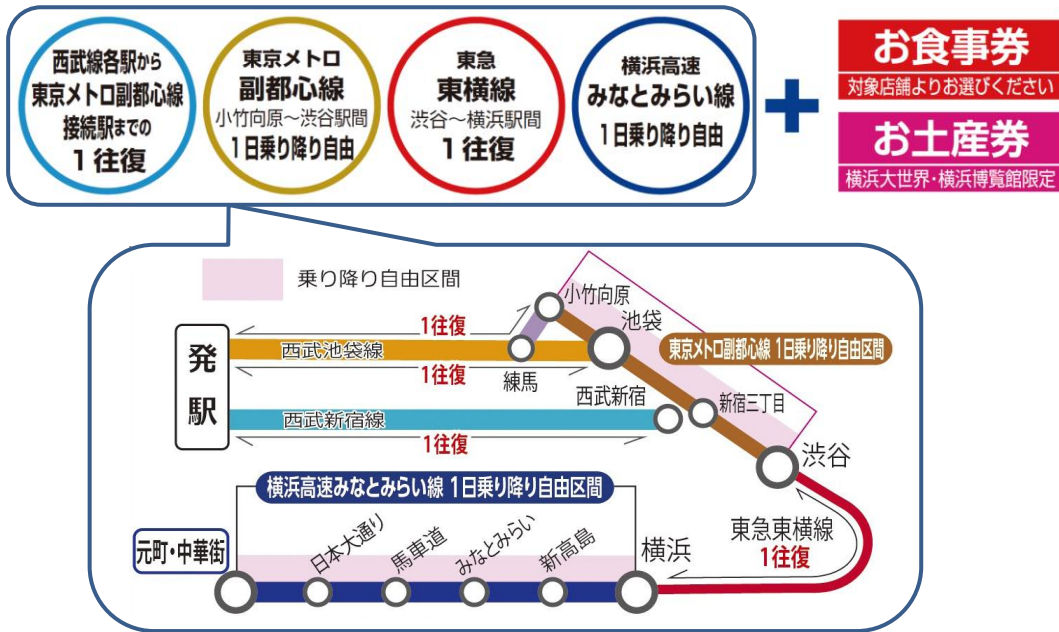 西武線各駅から
東京メトロ副都心線
接続駅までの
1往復
東京メトロ
副都心線
小竹向原～渋谷駅間
1日乗り降り自由
東急
東横線
渋谷～横浜駅間
1往復
横浜高速
みなとみらい線
1日乗り降り自由
+
お食事券
対象店舗よりお選びください
お土産券
横浜大世界・横浜博覧館限定
乗り降り自由区間
小竹向原
1往復
池袋
発駅
西武池袋線
東京メトロ副都心線 1日乗り降り自由区間
1往復
練馬
西武新宿
新宿三丁目
西武新宿線
1往復
渋谷
横浜高速みなとみらい線 1日乗り降り自由区間
東急東横線
1往復
元町・中華街
日本大通り
馬車道
みなとみらい
新高島
横浜